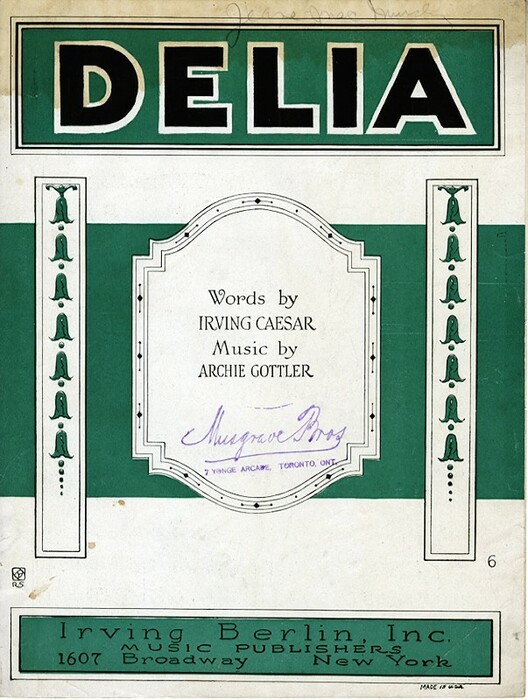 DELIA
Words by
IRVING CAESAR
Music by
ARCHIE GOTTLER
Musgrave Bros
7 YONGE ARCADE, TORONTO, ONT.
6
RS
Irving Berlin, Inc.
MUSIC PUBLISHERS
1607 Broadway New York
MADE IN U.S.A.